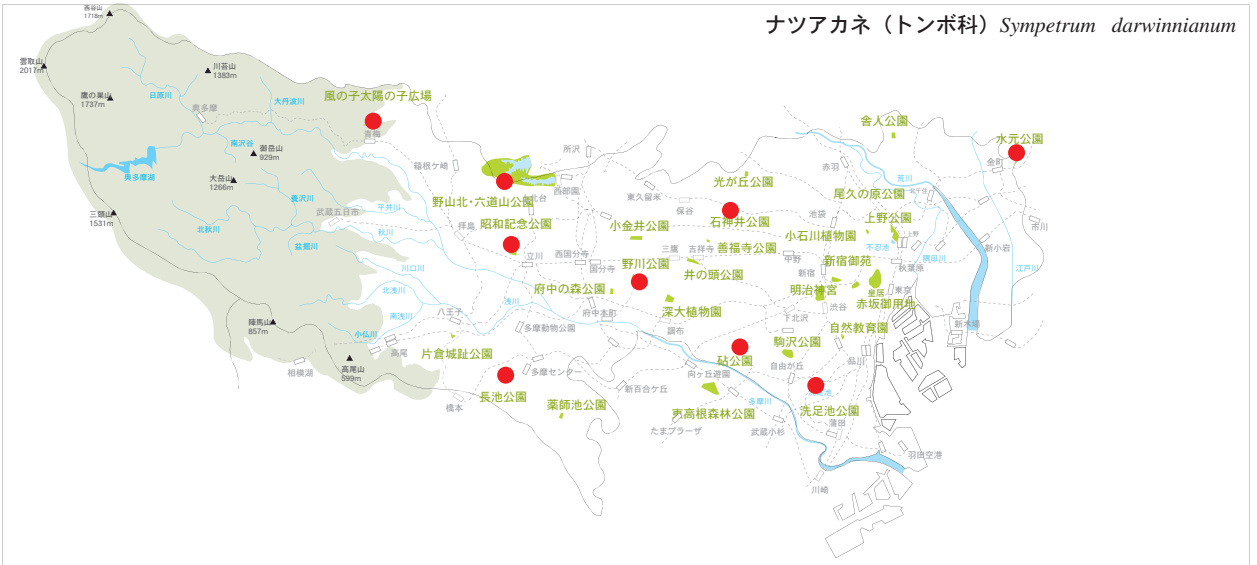 ナツアカネ（トンボ科）Sympetrum darwinnianum
酉谷山
1718m
雲取山
2017m
川苔山
1383m
鷹の巣山
1737m
日原川
大丹波川
奥多摩
風の子太陽の子広場
青梅
南沢谷
御岳山
929m
奥多摩湖
大岳山
1266m
養沢川
三頭山
1531m
武蔵五日市
平井川
北秋川
秋川
盆掘川
川口川
北浅川
南浅川
陣馬山
857m
小仏川
八王子
高尾
高尾山
599m
相模湖
橋本
箱根ケ崎
所沢
西郎園
野山北・六道山公園
昭和記念公園
拝島
立川
西国分寺
国分寺
東久留米
保谷
小金井公園
光が丘公園
石神井公園
三鷹
吉祥寺
善福寺公園
野川公園
井の頭公園
府中の森公園
府中本町
浅川
深大植物園
調布
多摩動物公園
片倉城趾公園
多摩センター
長池公園
薬師池公園
新百合ケ丘
向ヶ丘遊園
たまプラーザ
東高根森林公園
多摩川
武蔵小杉
砧公園
下北沢
駒沢公園
自由が丘
洗足池公園
蒲田
川崎
羽田空港
品川
自然教育園
渋谷
明治神宮
赤坂御用地
皇居
東京
新宿
新宿御苑
中野
小石川植物園
池袋
赤羽
舎人公園
荒川
北千住
尾久の原公園
上野公園
上野
不忍池
秋葉原
隅田川
水元公園
金町
市川
新小岩
江戸川
新木場